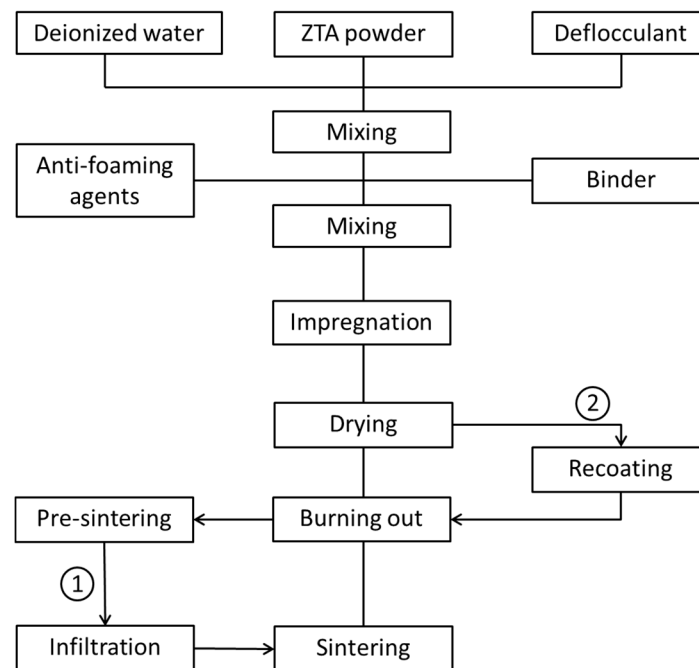 Deionized water
ZTA powder
Deflocculant
Mixing
Anti-foaming
agents
Binder
Mixing
Impregnation
2
Drying
Recoating
Pre-sintering
Burning out
1
Infiltration
Sintering